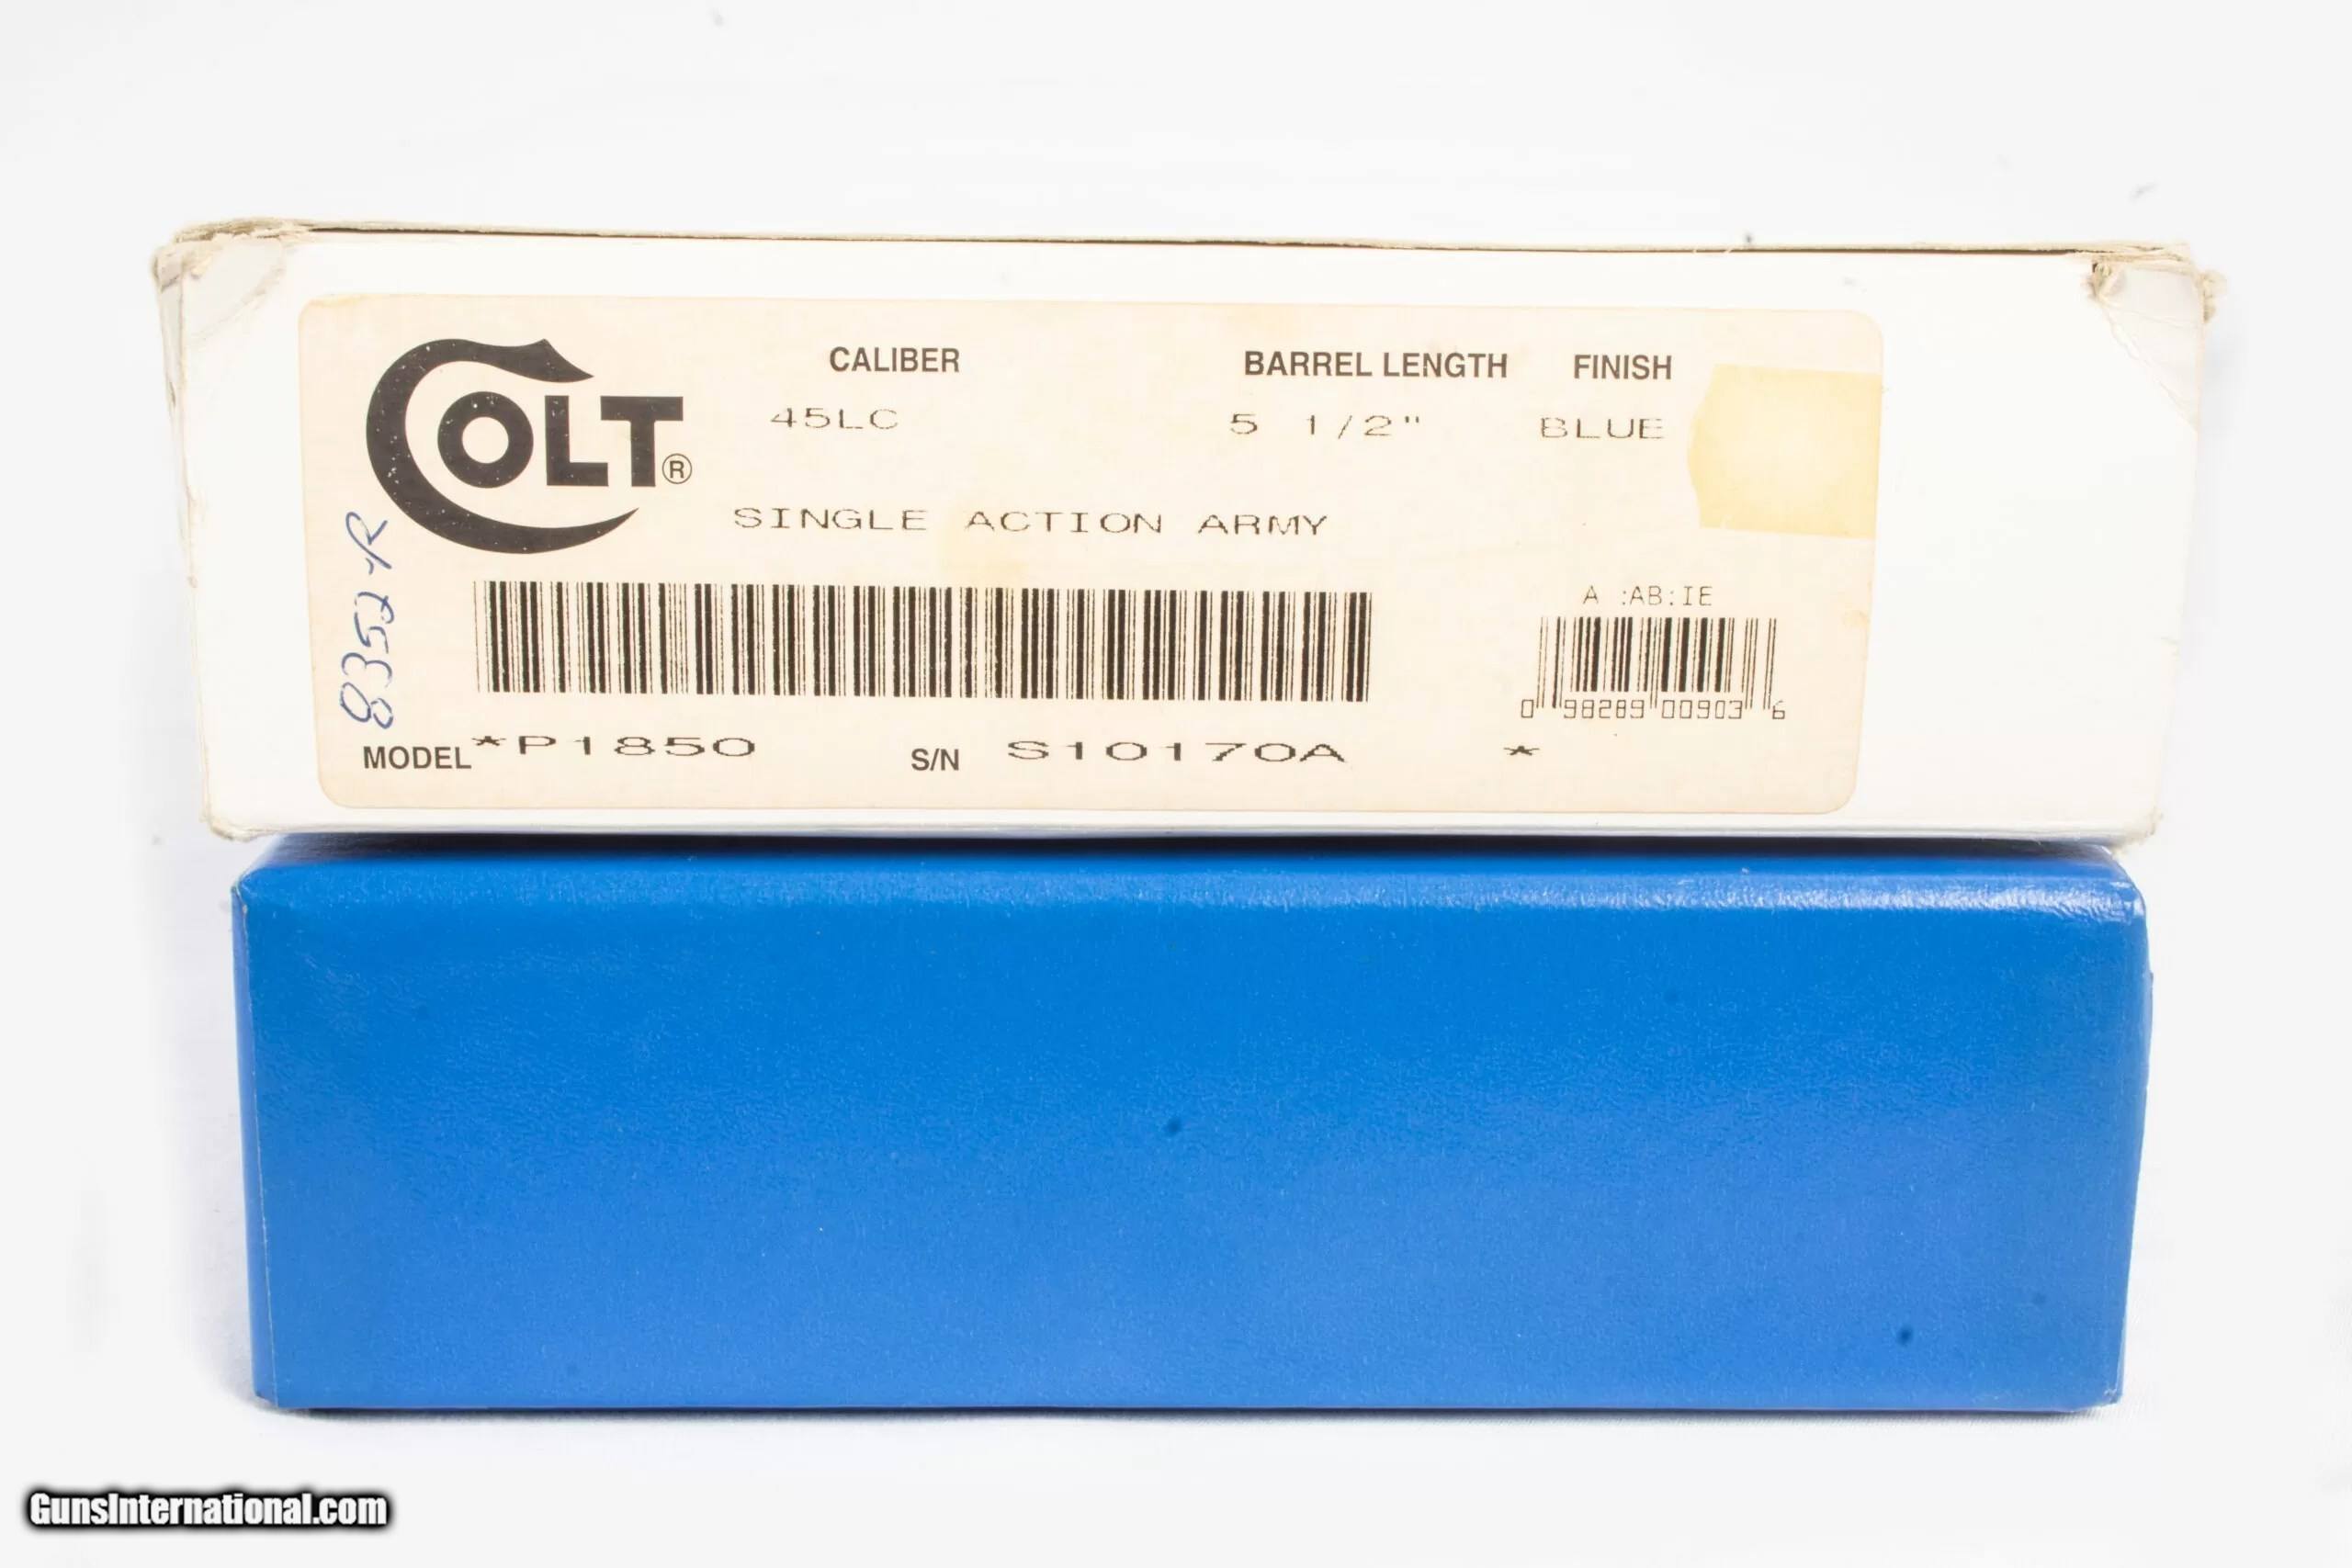 COLT®
CALIBER BARREL LENGTH FINISH
45LC 5 1/2" BLUE
SINGLE ACTION ARMY
A :AB:IE
0 98289 00903 6
MODEL *P1850 S/N S10170A *
GunsInternational.com